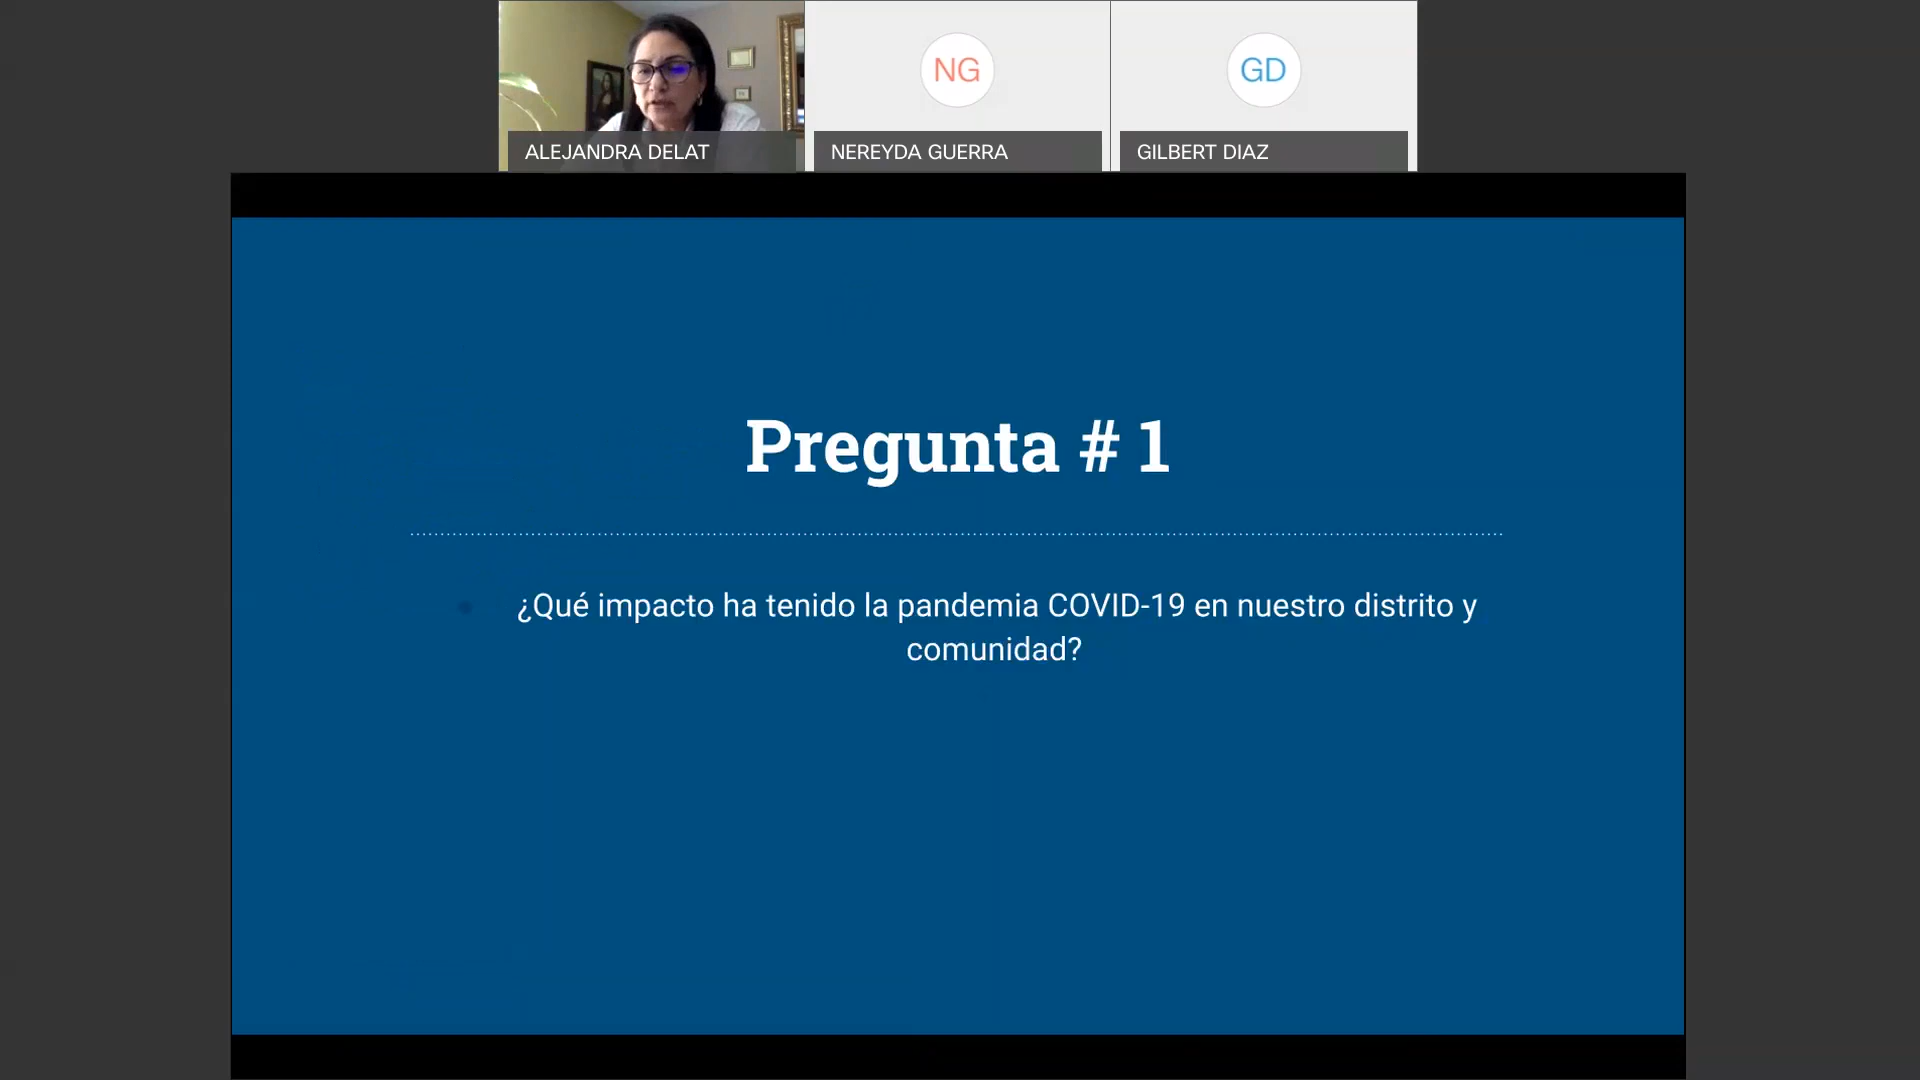 NG
GD
ALEJANDRA DELAT
NEREYDA GUERRA
GILBERT DIAZ
Pregunta # 1
¿Qué impacto ha tenido la pandemia COVID-19 en nuestro distrito y
comunidad?